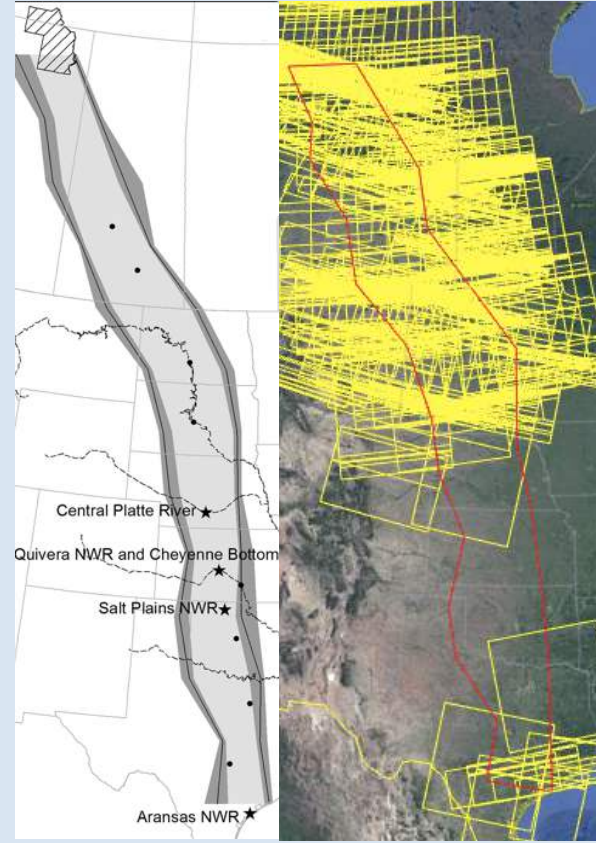 Central Platte River
Quivera NWR and Cheyenne Bottom
Salt Plains NWR
Aransas NWR